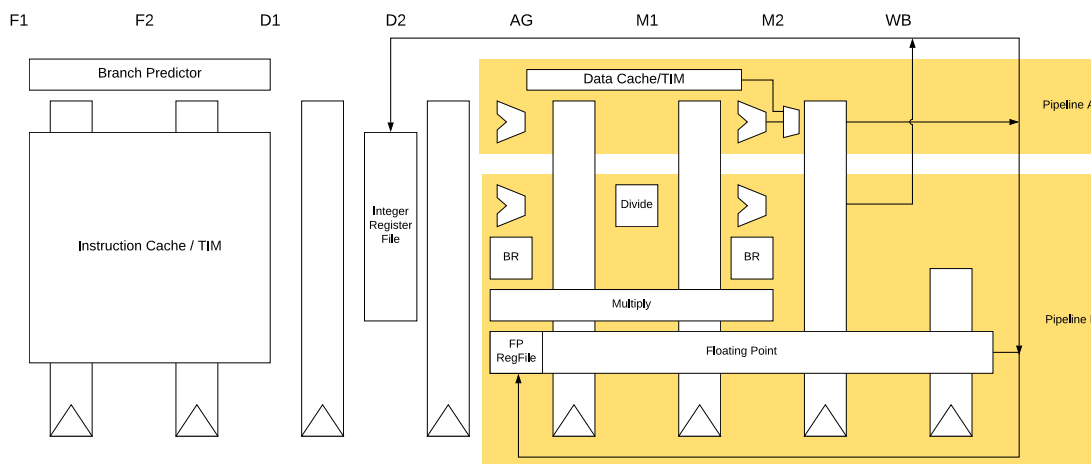 F1 F2 D1 D2 AG M1 M2 WB
Branch Predictor
Data Cache/TIM
Pipeline A
Integer
Register
File
Divide
Instruction Cache / TIM
BR
BR
Multiply
Pipeline
FP
RegFile
Floating Point